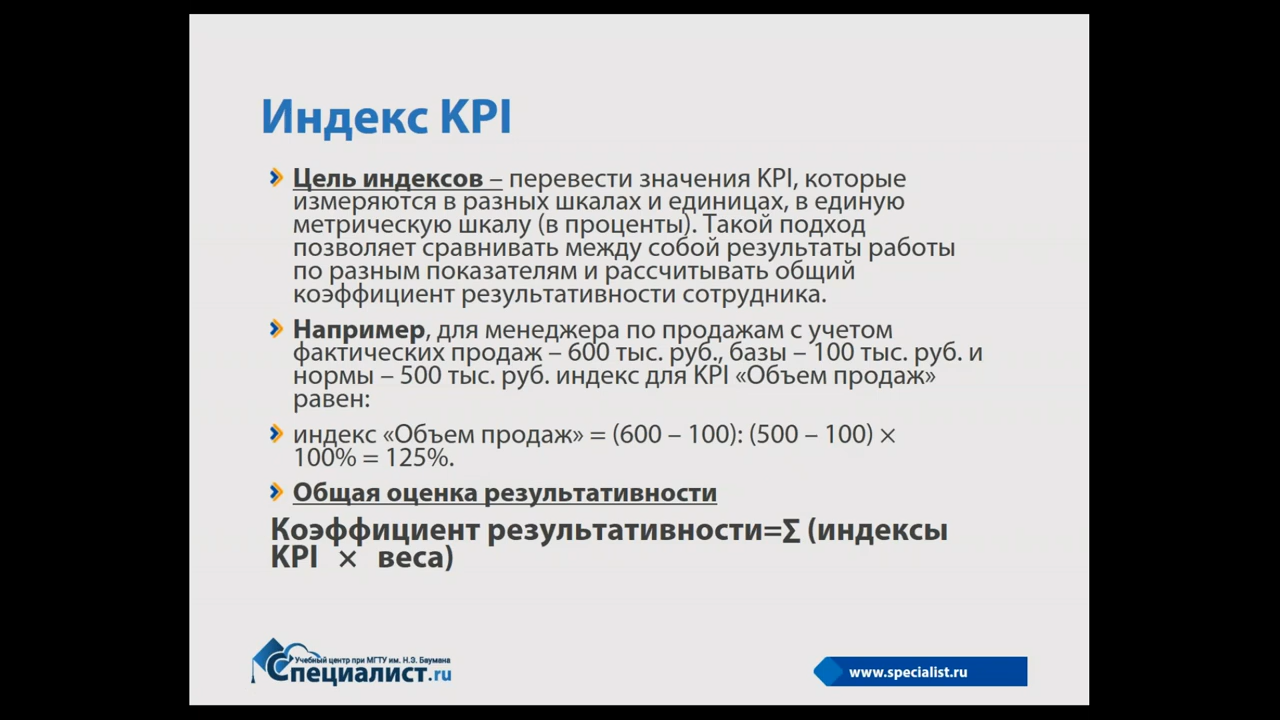 Индекс KPI
Цель индексов – перевести значения KPI, которые
измеряются в разных шкалах и единицах, в единую
метрическую шкалу (в проценты). Такой подход
позволяет сравнивать между собой результаты работы
по разным показателям и рассчитывать общий
коэффициент результативности сотрудника.
Например, для менеджера по продажам с учетом
фактических продаж – 600 тыс. руб., базы – 100 тыс. руб. и
нормы – 500 тыс. руб. индекс для KPI «Объем продаж»
равен:
индекс «Объем продаж» = (600 – 100): (500 – 100) ×
100% = 125%.
Общая оценка результативности
Коэффициент результативности=∑ (индексы
KPI × веса)
Учебный центр при МГТУ им. Н.Э. Баумана
Специалист.ru
www.specialist.ru